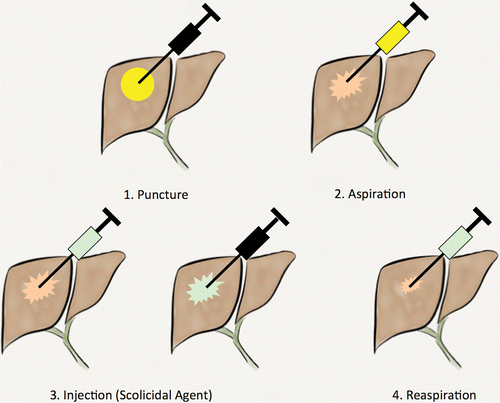 1. Puncture
2. Aspiration
3. Injection (Scolicidal Agent)
4. Reaspiration